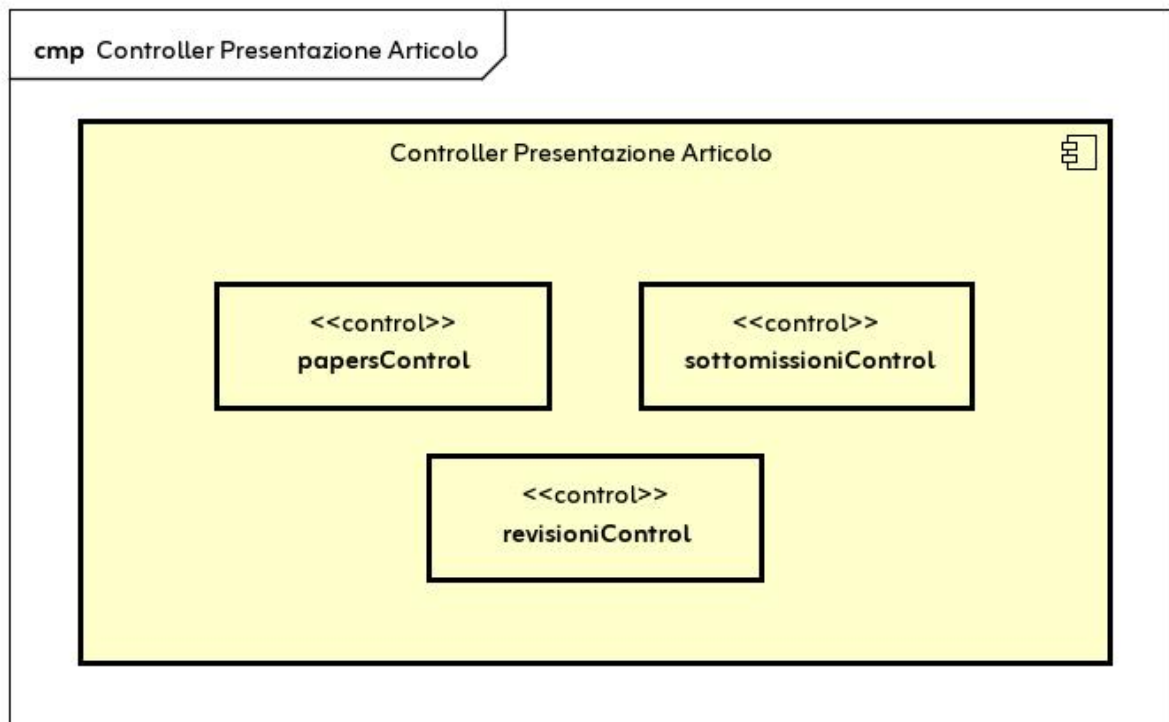 cmp Controller Presentazione Articolo
Controller Presentazione Articolo
<<control>>
papersControl
<<control>>
sottomissioniControl
<<control>>
revisioniControl